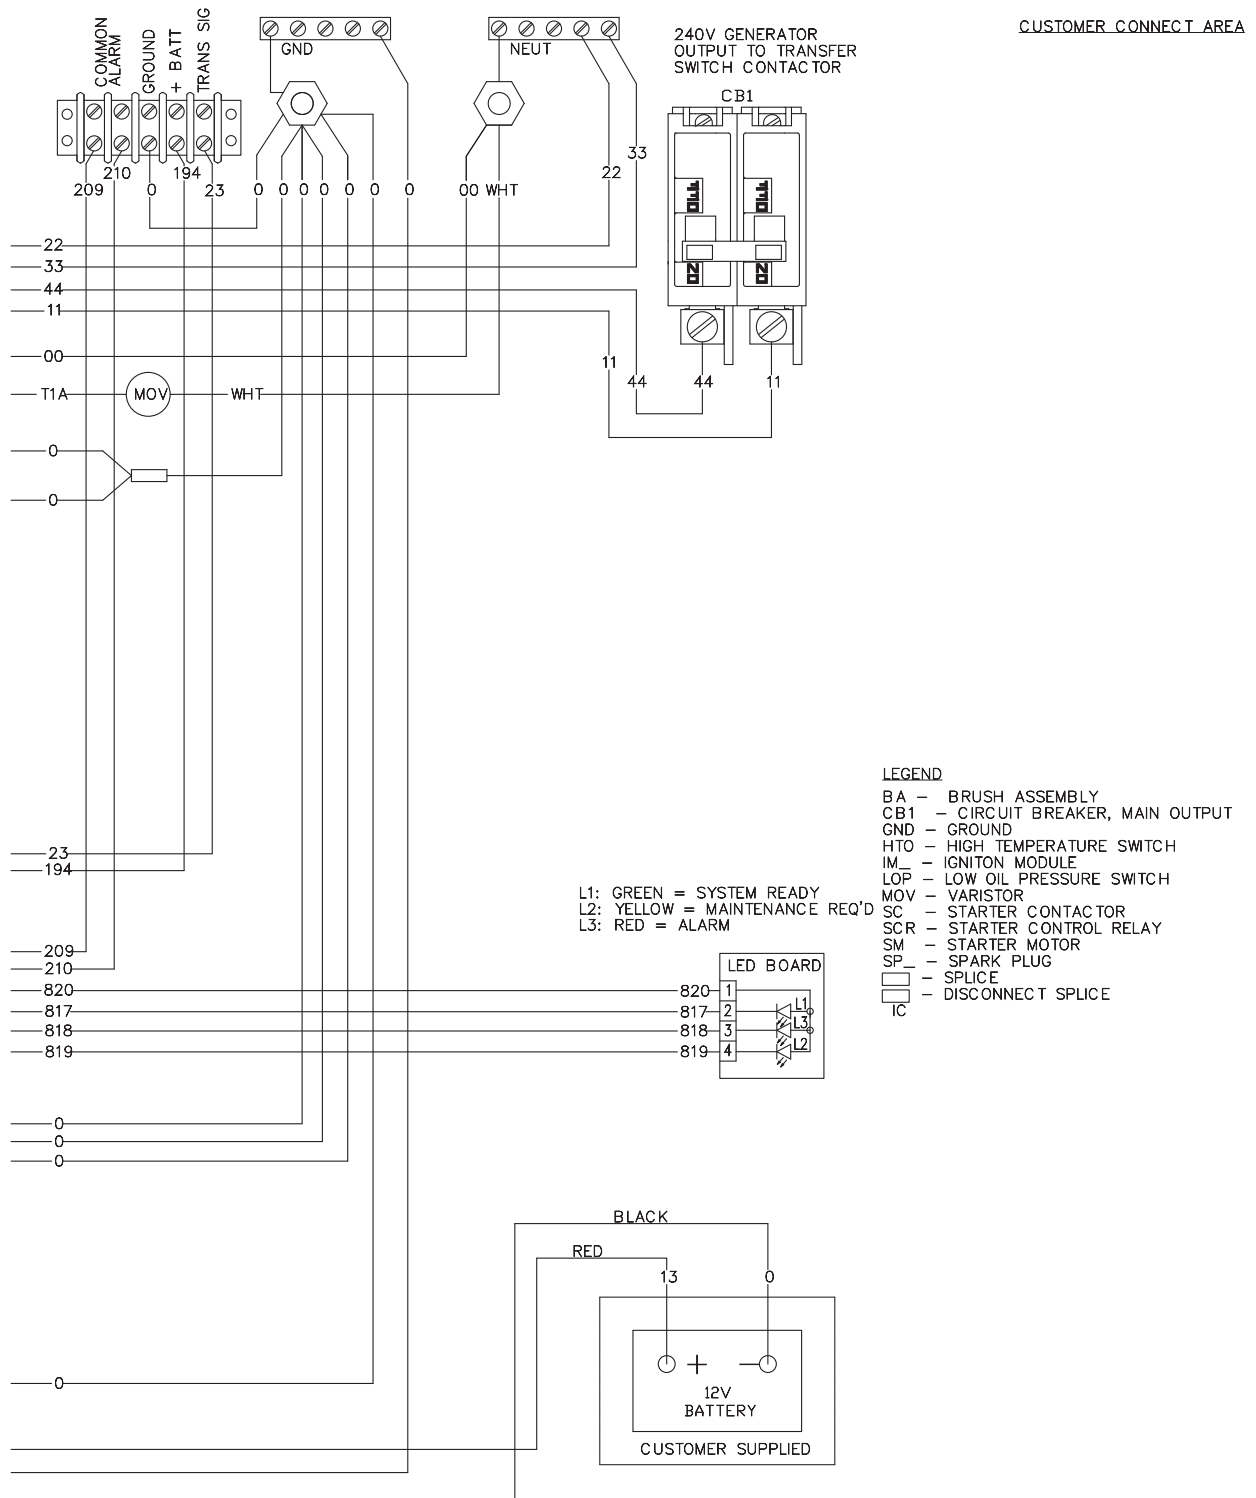 CUSTOMER CONNECT AREA
COMMON
ALARM
GROUND
+ BATT
TRANS SIG
GND
NEUT
240V GENERATOR
OUTPUT TO TRANSFER
SWITCH CONTACTOR
CB1
OFF OFF
ON ON
209 210 0 194 23 0 0 0 0 0 0 0 00 WHT 22 33
22
33
44
11
00
11 44 44 11
T1A MOV WHT
0
0
23
194
L1: GREEN = SYSTEM READY
L2: YELLOW = MAINTENANCE REQ'D
L3: RED = ALARM
LEGEND
BA – BRUSH ASSEMBLY
CB1 – CIRCUIT BREAKER, MAIN OUTPUT
GND – GROUND
HTO – HIGH TEMPERATURE SWITCH
IM_ – IGNITON MODULE
LOP – LOW OIL PRESSURE SWITCH
MOV – VARISTOR
SC – STARTER CONTACTOR
SCR – STARTER CONTROL RELAY
SM – STARTER MOTOR
SP_ – SPARK PLUG
– SPLICE
– DISCONNECT SPLICE
IC
209
210
LED BOARD
820 820 1
817 817 2 L1
818 818 3 L3
819 819 4 L2
0
0
0
BLACK
RED
13 0
+ –
12V
BATTERY
CUSTOMER SUPPLIED
0